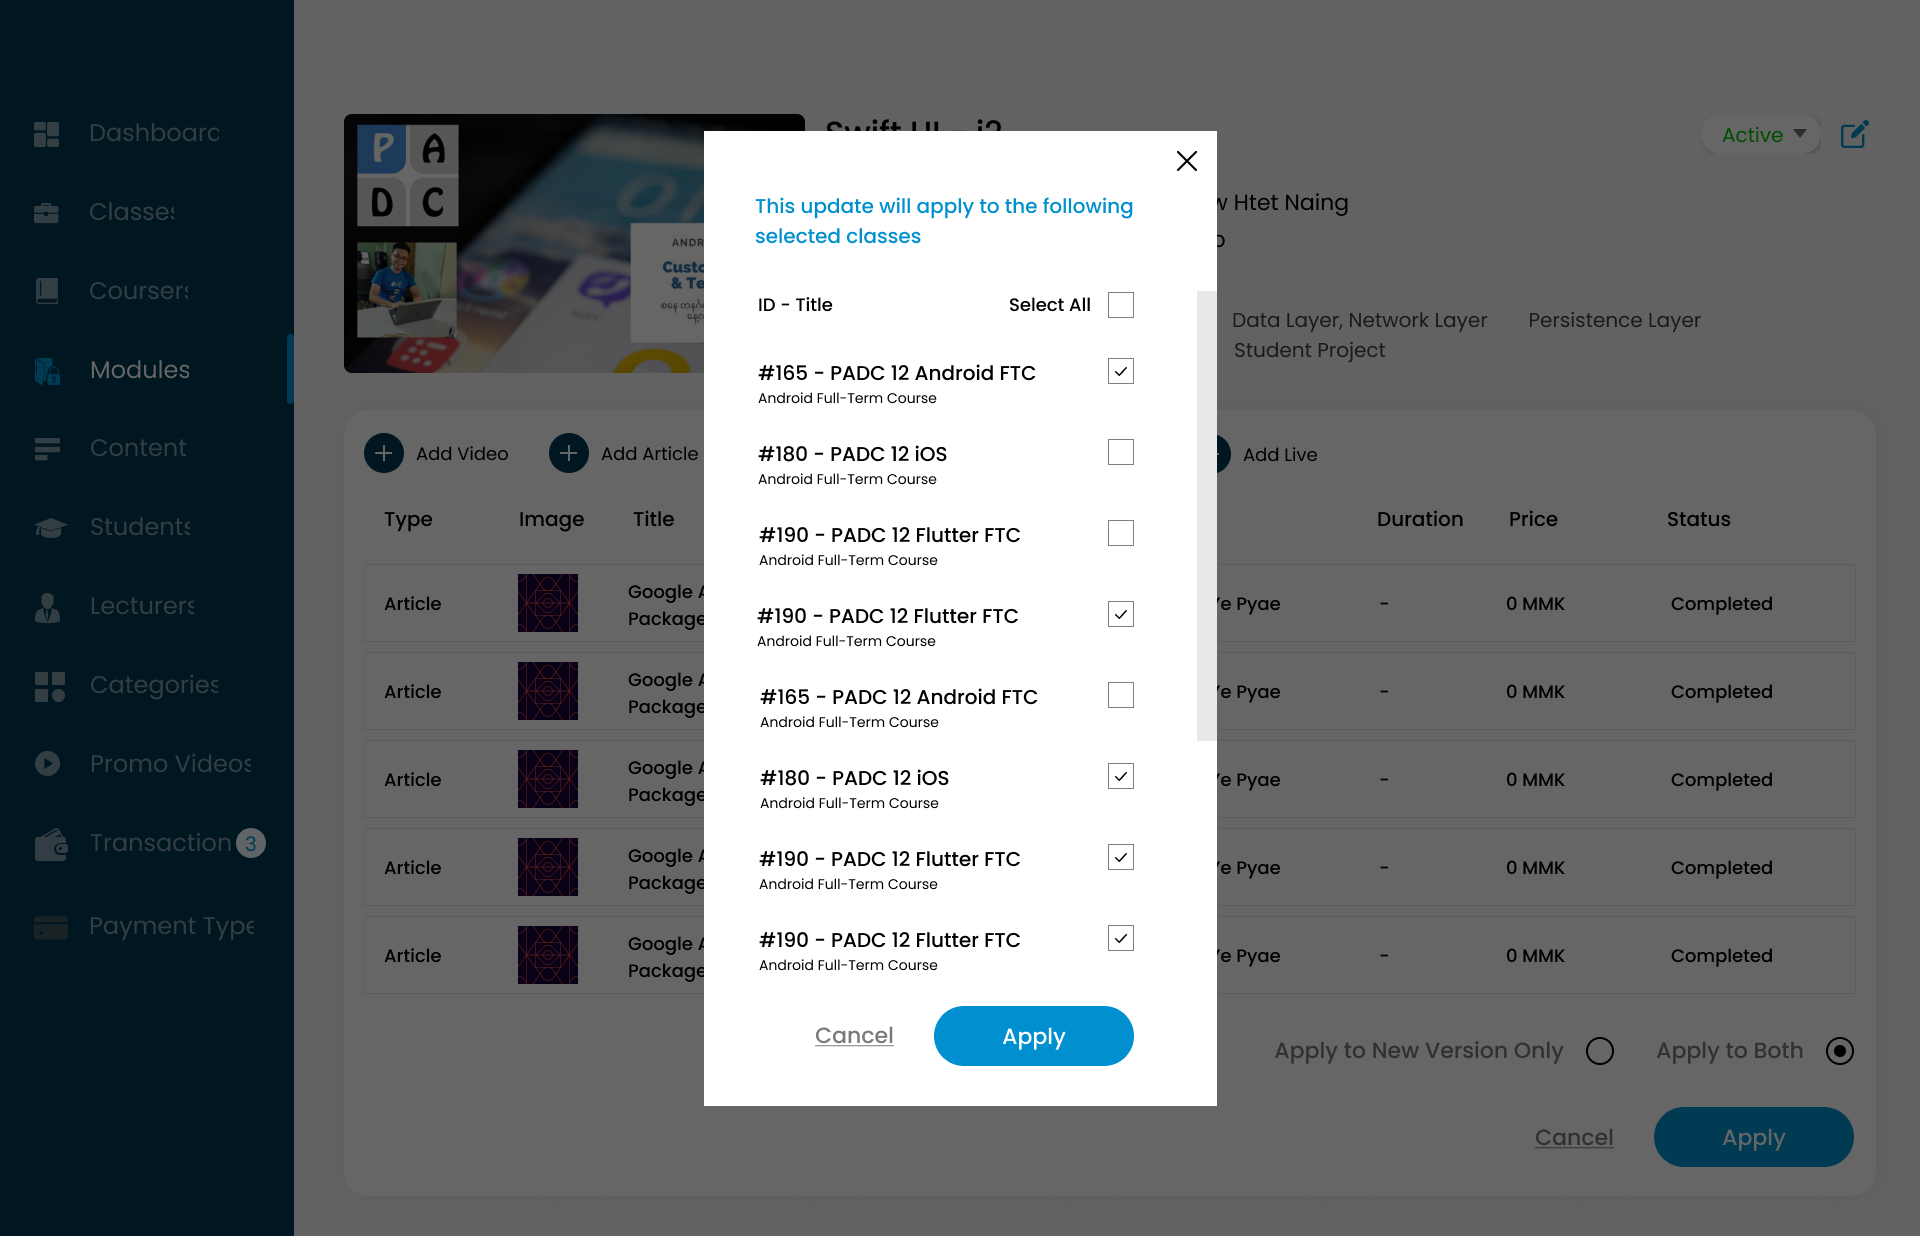 Dashboard
Classes
Coursers
Modules
Content
Students
Lecturers
Categories
Promo Videos
Transaction 3
Payment Type
P A
D C
ANDR
Custo
& Te
Swift UI - i2
Active
w Htet Naing
Data Layer, Network Layer
Persistence Layer
Student Project
Add Video
Add Article
Add Live
Type Image Title Duration Price Status
Article
Google A
Package
Ye Pyae - 0 MMK Completed
Article
Google A
Package
Ye Pyae - 0 MMK Completed
Article
Google A
Package
Ye Pyae - 0 MMK Completed
Article
Google A
Package
Ye Pyae - 0 MMK Completed
Article
Google A
Package
Ye Pyae - 0 MMK Completed
Apply to New Version Only
Apply to Both
Cancel
Apply
This update will apply to the following
selected classes
ID - Title
Select All
#165 - PADC 12 Android FTC
Android Full-Term Course
#180 - PADC 12 iOS
Android Full-Term Course
#190 - PADC 12 Flutter FTC
Android Full-Term Course
#190 - PADC 12 Flutter FTC
Android Full-Term Course
#165 - PADC 12 Android FTC
Android Full-Term Course
#180 - PADC 12 iOS
Android Full-Term Course
#190 - PADC 12 Flutter FTC
Android Full-Term Course
#190 - PADC 12 Flutter FTC
Android Full-Term Course
Cancel
Apply